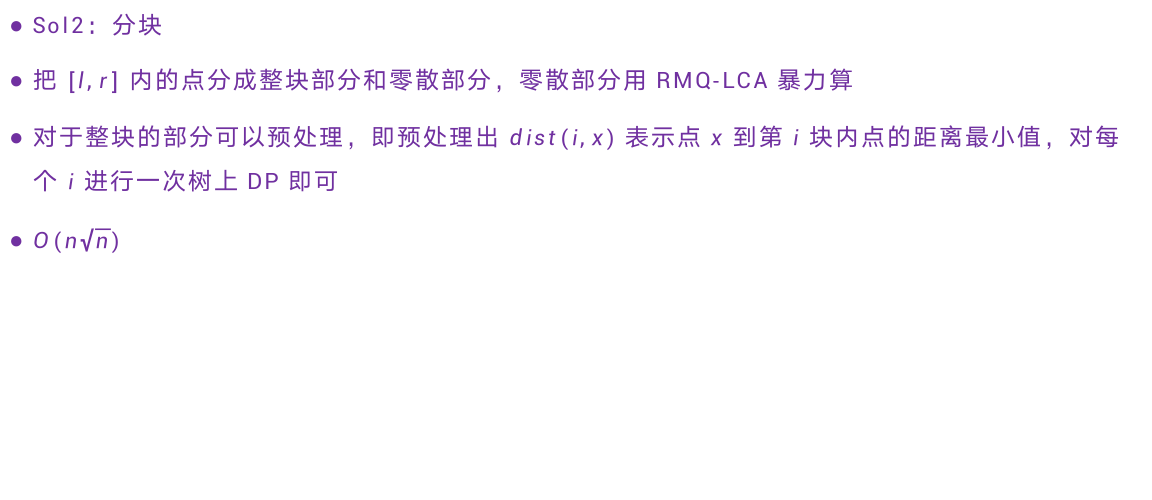 ● Sol2：分块
● 把 [l, r] 内的点分成整块部分和零散部分，零散部分用 RMQ-LCA 暴力算
● 对于整块的部分可以预处理，即预处理出 dist(i, x) 表示点 x 到第 i 块内点的距离最小值，对每
个 i 进行一次树上 DP 即可
● O(n√n)